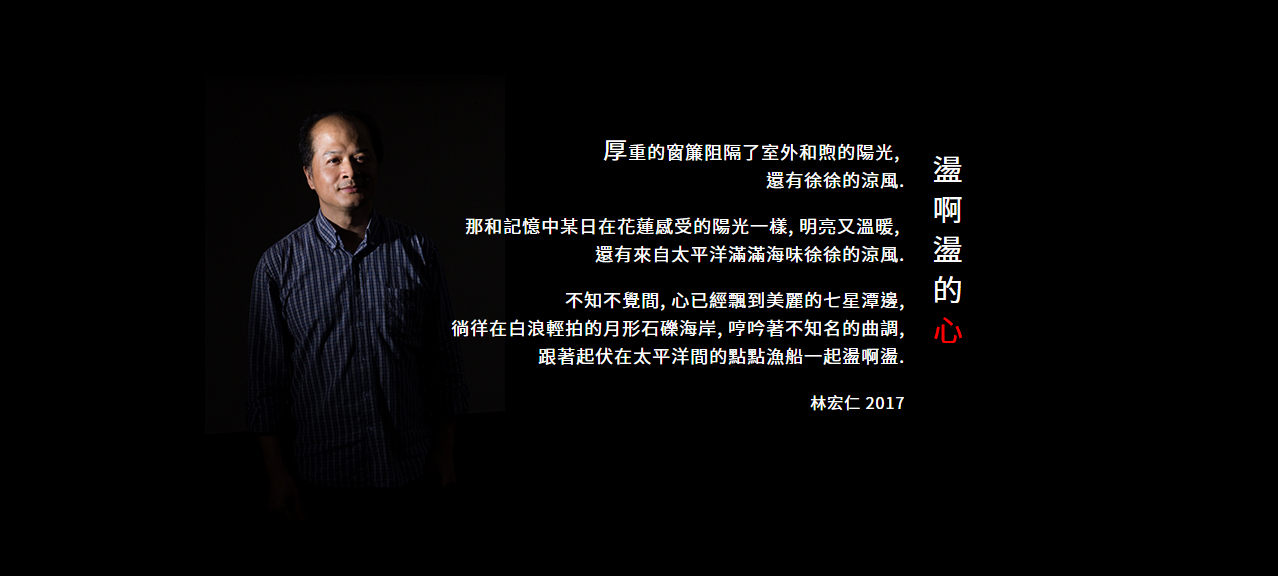 盪啊盪的心
厚重的窗簾阻隔了室外和煦的陽光,
還有徐徐的涼風.
那和記憶中某日在花蓮感受的陽光一樣, 明亮又溫暖,
還有來自太平洋滿滿海味徐徐的涼風.
不知不覺間, 心已經飄到美麗的七星潭邊,
徜徉在白浪輕拍的月形石礫海岸, 哼吟著不知名的曲調,
跟著起伏在太平洋間的點點漁船一起盪啊盪.
林宏仁 2017